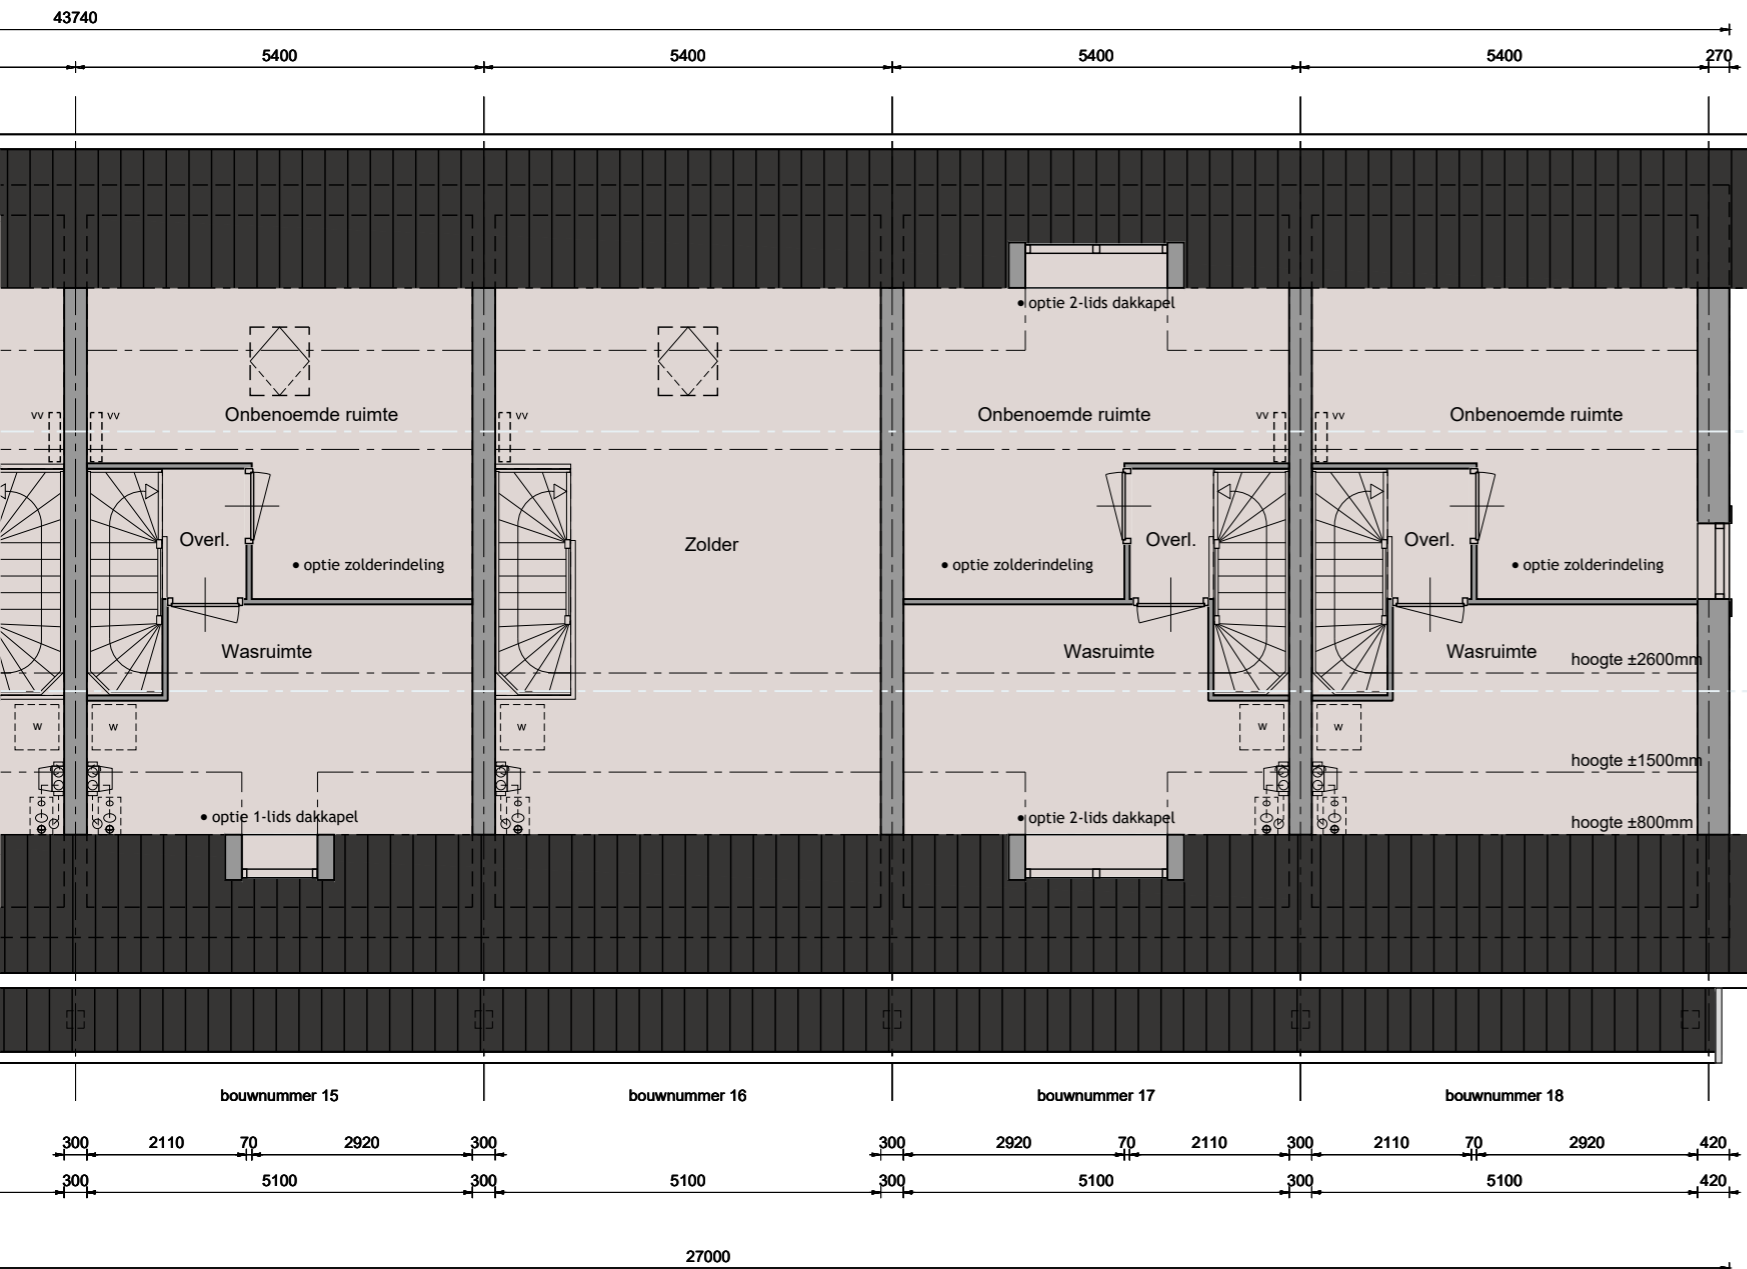 43740
5400 5400 5400 5400 270
• optie 2-lids dakkapel
vv vv vv vv vv
Onbenoemde ruimte Onbenoemde ruimte Onbenoemde ruimte
Overl. Zolder Overl. Overl.
• optie zolderindeling • optie zolderindeling • optie zolderindeling
Wasruimte Wasruimte Wasruimte
hoogte ±2600mm
w w w w w
hoogte ±1500mm
• optie 1-lids dakkapel • optie 2-lids dakkapel hoogte ±800mm
bouwnummer 15 bouwnummer 16 bouwnummer 17 bouwnummer 18
300 2110 70 2920 300 300 2920 70 2110 300 2110 70 2920 420
300 5100 300 5100 300 5100 300 5100 420
27000